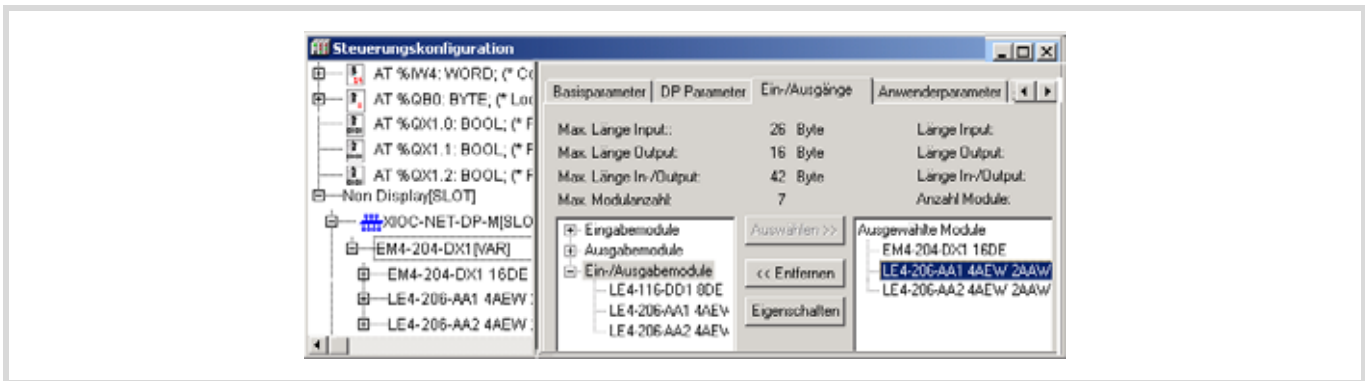 Steuerungskonfiguration
AT %IW4: WORD; (* Co
AT %QB0: BYTE; (* Loc
AT %QX1.0: BOOL; (* F
AT %QX1.1: BOOL; (* F
AT %QX1.2: BOOL; (* F
Non Display[SLOT]
XIOC-NET-DP-M[SLO
EM4-204-DX1[VAR]
EM4-204-DX1 16DE
LE4-206-AA1 4AEW
LE4-206-AA2 4AEW
Basisparameter DP Parameter Ein-/Ausgänge Anwenderparameter
Max. Länge Input: 26 Byte Länge Input:
Max. Länge Output: 16 Byte Länge Output:
Max. Länge In-/Output: 42 Byte Länge In-/Output:
Max. Modulanzahl: 7 Anzahl Module:
Eingabemodule
Ausgabemodule
Ein-/Ausgabemodule
LE4-116-DD1 8DE
LE4-206-AA1 4AEW
LE4-206-AA2 4AEW
Auswählen >>
<< Entfernen
Eigenschaften
Ausgewählte Module
EM4-204-DX1 16DE
LE4-206-AA1 4AEW 2AAW
LE4-206-AA2 4AEW 2AAW